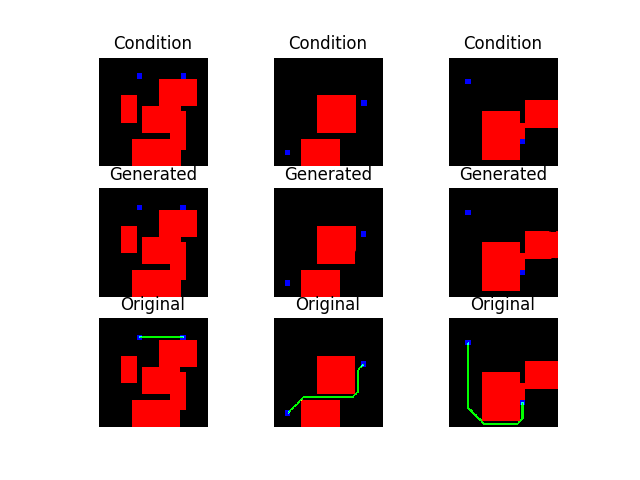 Condition Condition Condition
Generated Generated Generated
Original Original Original